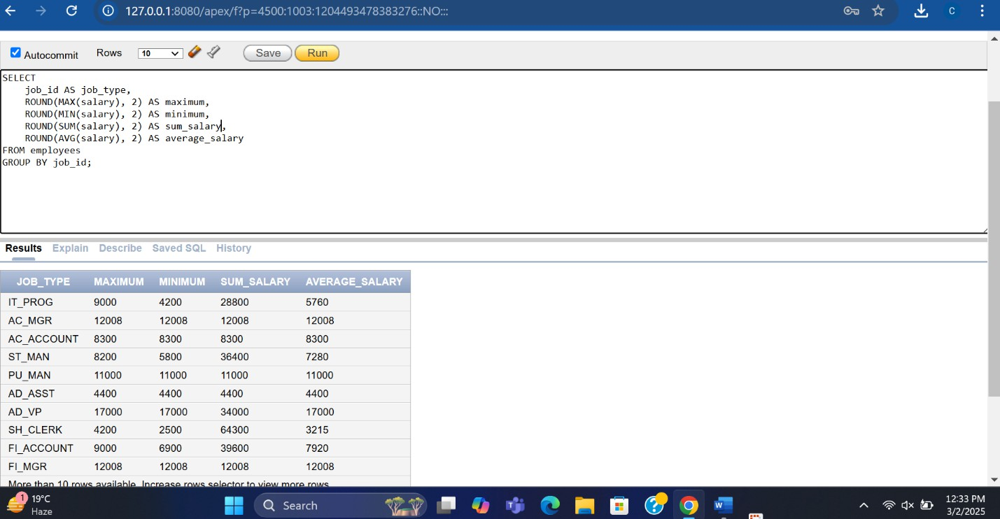 127.0.0.1:8080/apex/f?p=4500:1003:1204493478383276::NO:::
C
Autocommit Rows 10 Save Run
SELECT
job_id AS job_type,
ROUND(MAX(salary), 2) AS maximum,
ROUND(MIN(salary), 2) AS minimum,
ROUND(SUM(salary), 2) AS sum_salary,
ROUND(AVG(salary), 2) AS average_salary
FROM employees
GROUP BY job_id;
Results Explain Describe Saved SQL History
JOB_TYPE MAXIMUM MINIMUM SUM_SALARY AVERAGE_SALARY
IT_PROG 9000 4200 28800 5760
AC_MGR 12008 12008 12008 12008
AC_ACCOUNT 8300 8300 8300 8300
ST_MAN 8200 5800 36400 7280
PU_MAN 11000 11000 11000 11000
AD_ASST 4400 4400 4400 4400
AD_VP 17000 17000 34000 17000
SH_CLERK 4200 2500 64300 3215
FI_ACCOUNT 9000 6900 39600 7920
FI_MGR 12008 12008 12008 12008
More than 10 rows available. Increase rows selector to view more rows.
1 19°C
Haze
Search
T
?
W
12:33 PM
3/2/2025